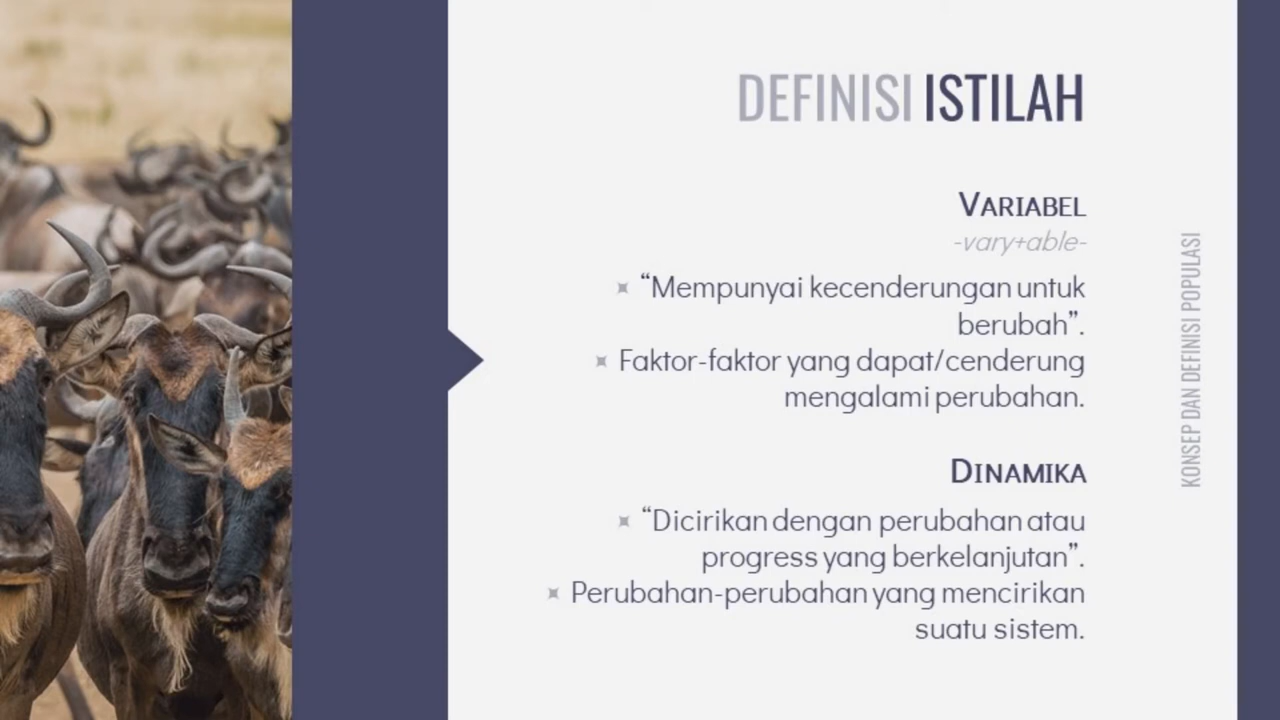 DEFINISI ISTILAH
VARIABEL
-vary+able-
“Mempunyai kecenderungan untuk
berubah”.
Faktor-faktor yang dapat/cenderung
mengalami perubahan.
DINAMIKA
“Dicirikan dengan perubahan atau
progress yang berkelanjutan”.
Perubahan-perubahan yang mencirikan
suatu sistem.
KONSEP DAN DEFINISI POPULASI